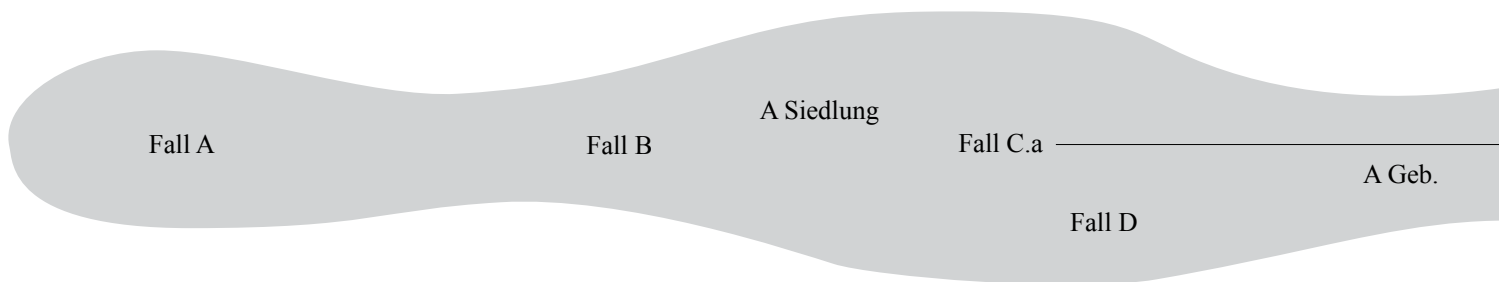 A Siedlung
Fall A
Fall B
Fall C.a
A Geb.
Fall D